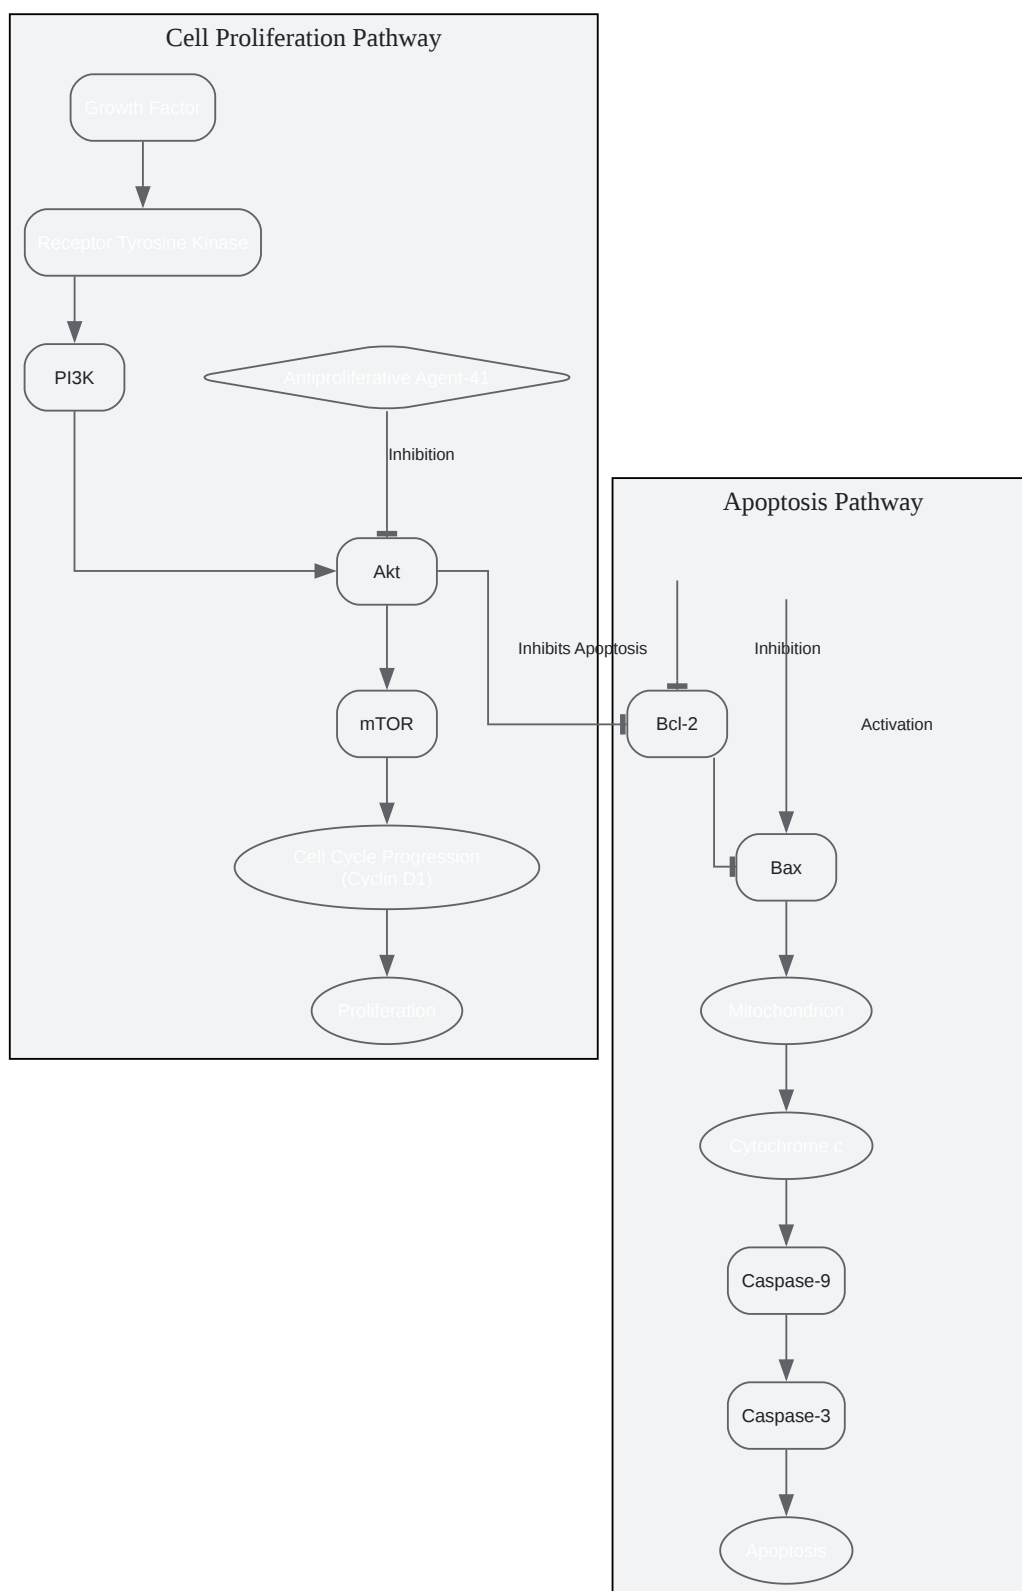 Cell Proliferation Pathway
Growth Factor
Receptor Tyrosine Kinase
PI3K
Antiproliferative Agent-41
Inhibition
Akt
mTOR
Cell Cycle Progression
(Cyclin D1)
Proliferation
Apoptosis Pathway
Inhibits Apoptosis
Inhibition
Bcl-2
Activation
Bax
Mitochondrion
Cytochrome c
Caspase-9
Caspase-3
Apoptosis